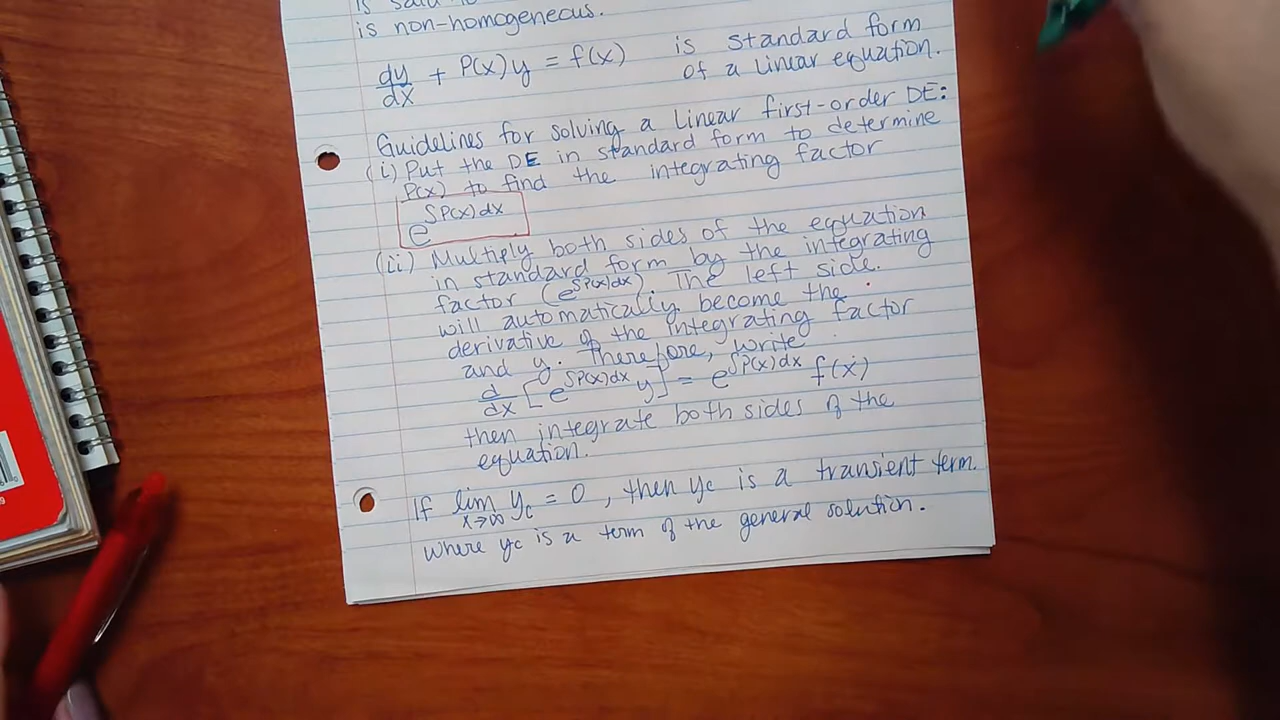 is said
is non-homogeneous.
dy/dx + P(x)y = f(x) is standard form
of a linear equation.
Guidelines for solving a linear first-order DE:
(i) Put the DE in standard form to determine
P(x) to find the integrating factor
e^∫P(x)dx
(ii) Multiply both sides of the equation
in standard form by the integrating
factor (e^∫P(x)dx). The left side.
will automatically become the
derivative of the integrating factor
and y. Therefore, write
d/dx [e^∫P(x)dx y] = e^∫P(x)dx f(x)
then integrate both sides of the
equation.
If lim x→∞ yc = 0, then yc is a transient term.
where yc is a term of the general solution.